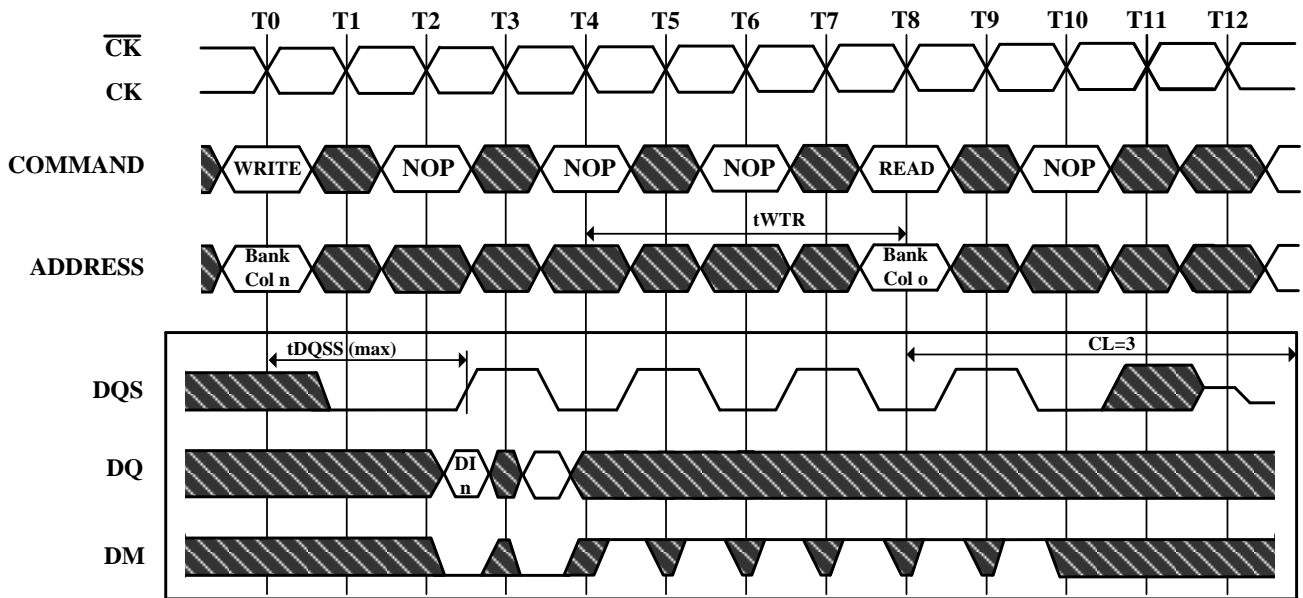 T0 T1 T2 T3 T4 T5 T6 T7 T8 T9 T10 T11 T12
CK
CK
COMMAND WRITE NOP NOP NOP READ NOP
tWTR
ADDRESS Bank Col n Bank Col o
tDQSS (max) CL=3
DQS
DQ DI n
DM